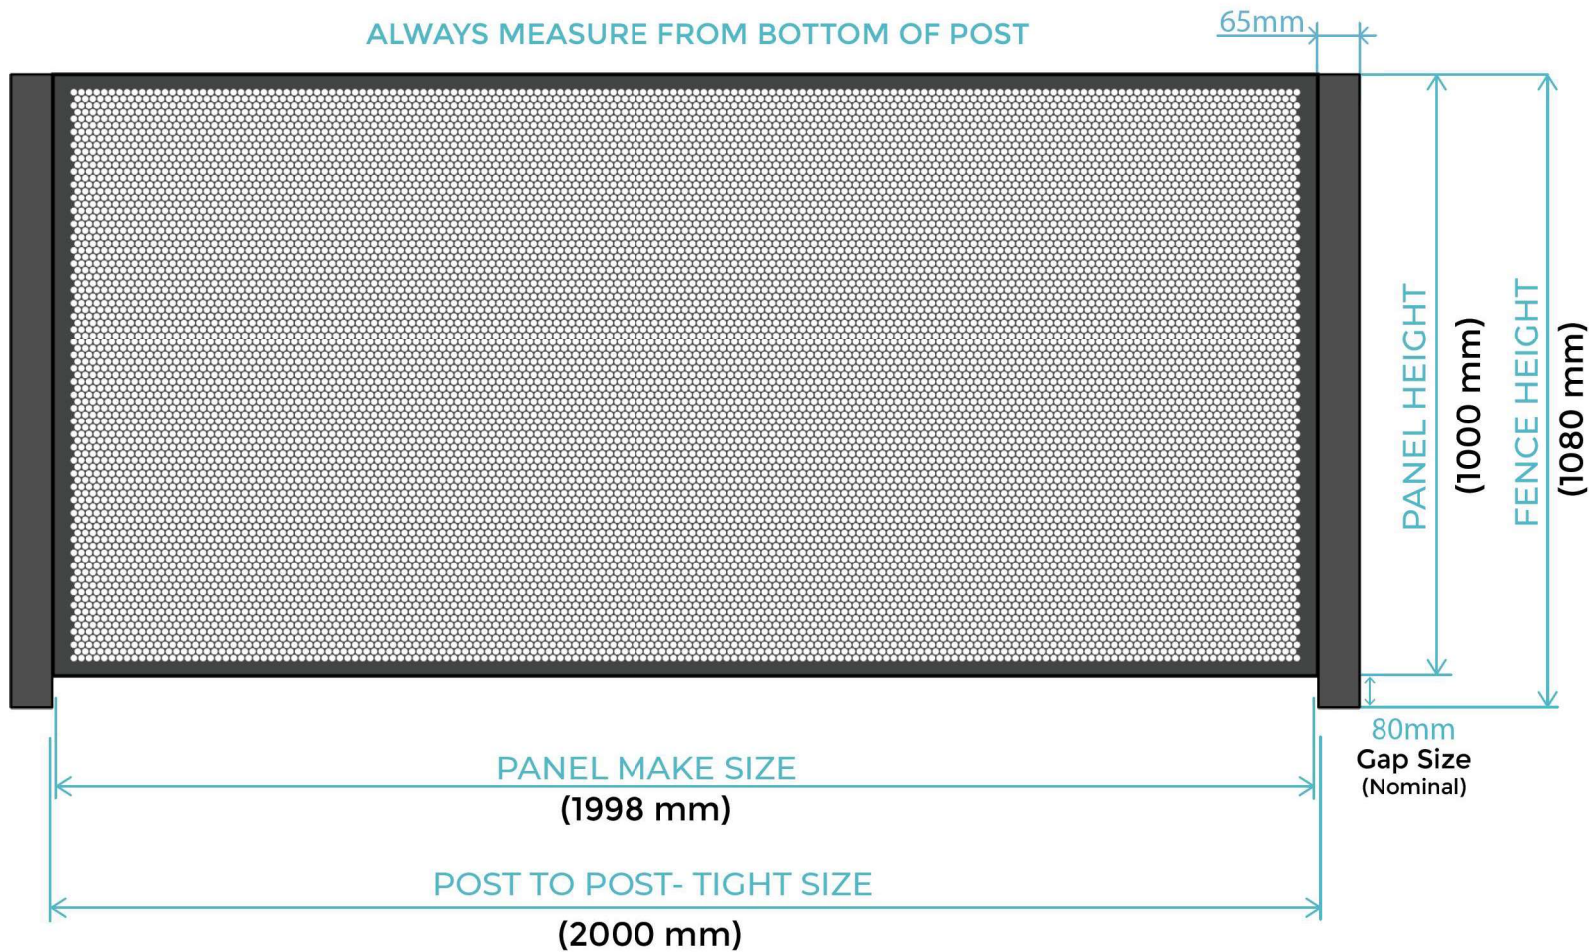 ALWAYS MEASURE FROM BOTTOM OF POST
65mm
PANEL HEIGHT
(1000 mm)
FENCE HEIGHT
(1080 mm)
80mm
Gap Size
(Nominal)
PANEL MAKE SIZE
(1998 mm)
POST TO POST- TIGHT SIZE
(2000 mm)